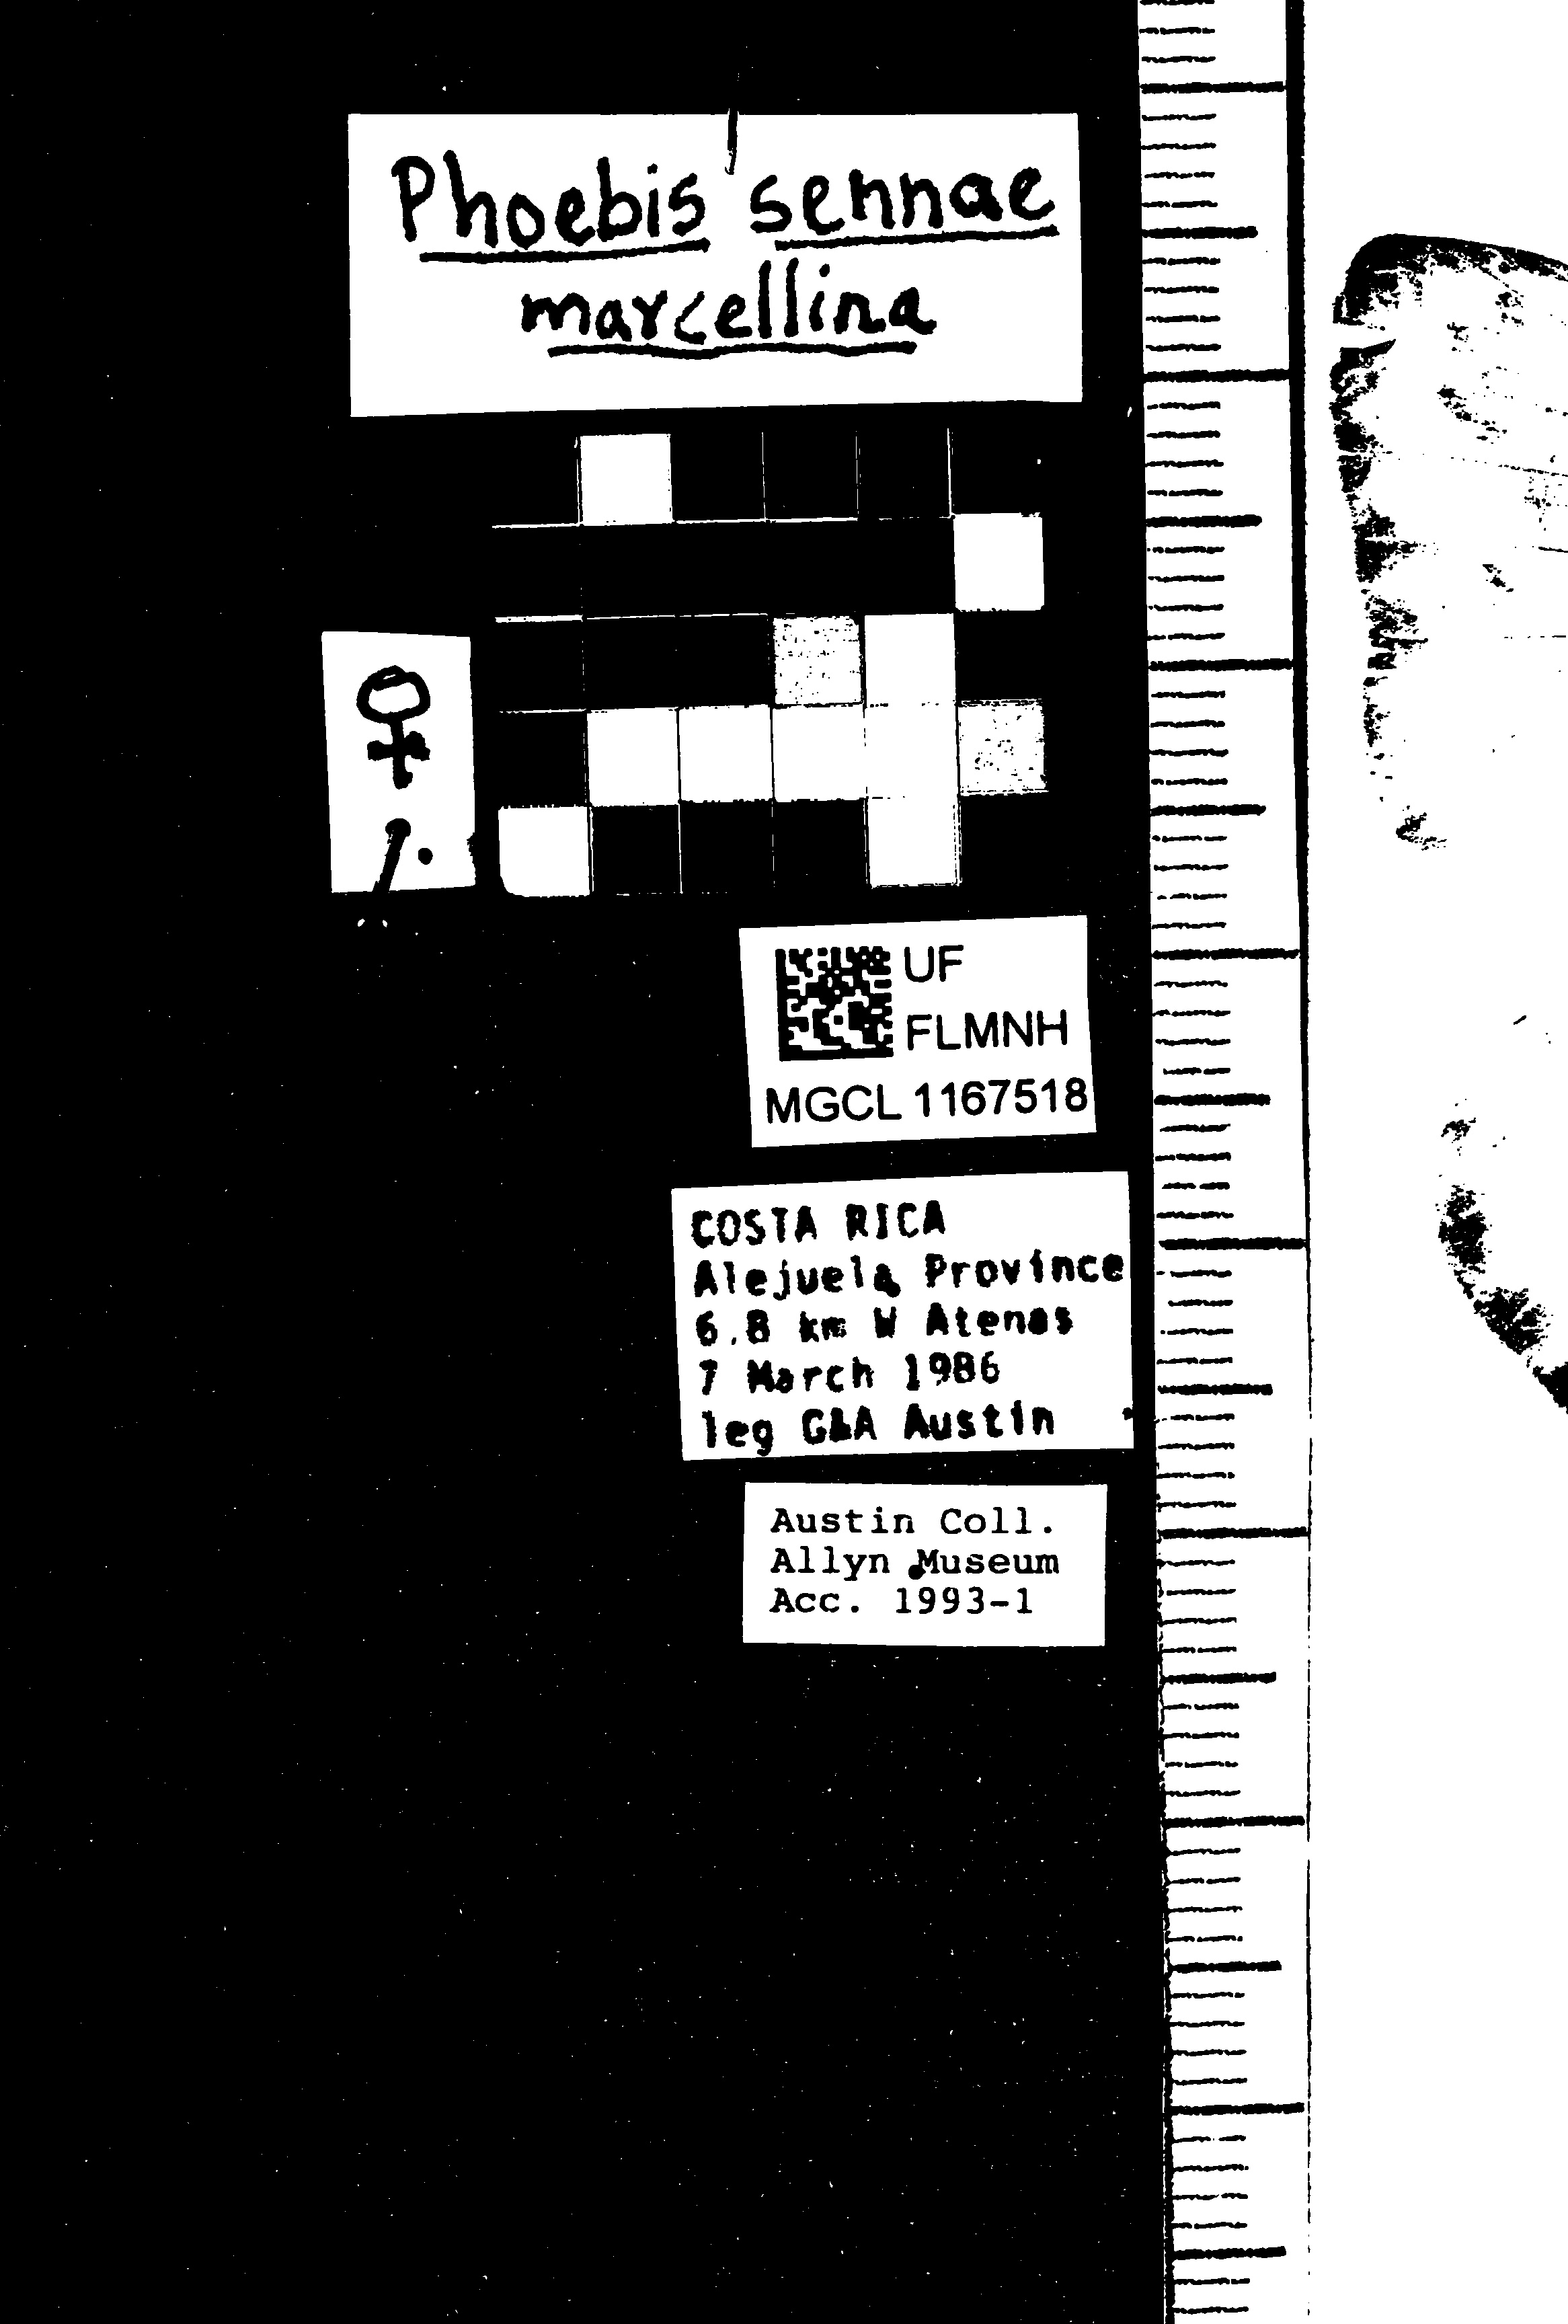 Phoebis sennae
marcellina
♀
UF
FLMNH
MGCL 1167518
COSTA RICA
Alejuela Province
6.8 km W Atenas
7 March 1986
leg G&A Austin
Austin Coll.
Allyn Museum
Acc. 1993-1